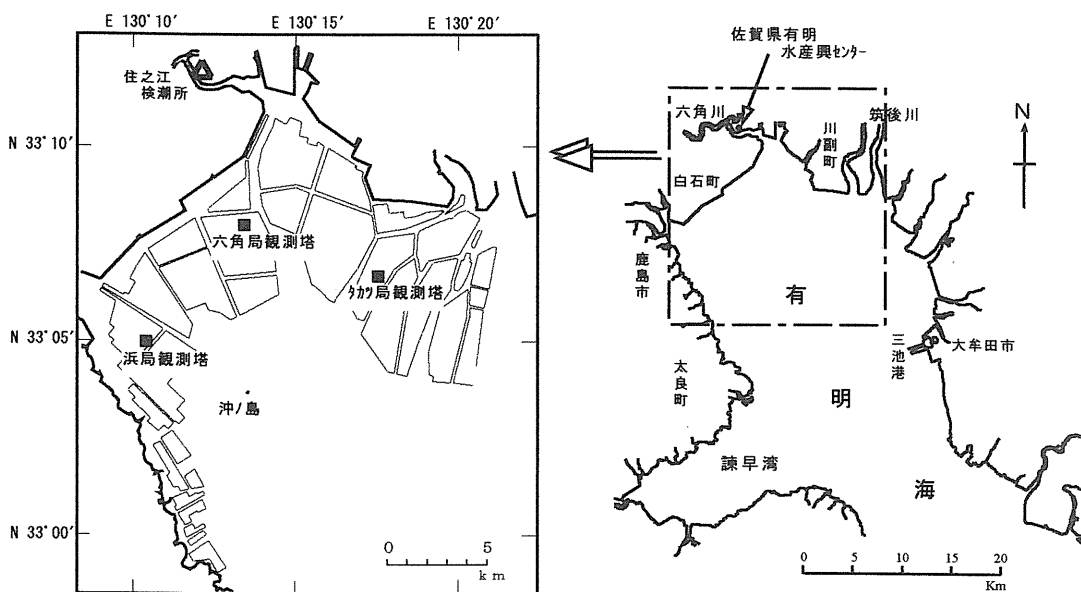 E 130°10′ E 130°15′ E 130°20′
住之江
検潮所
N 33°10′
六角局観測塔
ﾀｶﾂ局観測塔
N 33°05′
浜局観測塔
沖ノ島
N 33°00′
0 5
km
佐賀県有明
水産興ｾﾝﾀｰ
六角川
筑後川
川副町
白石町
N
鹿島市
有
三池港
大牟田市
太良町
明
諫早湾
海
0 5 10 15 20
Km